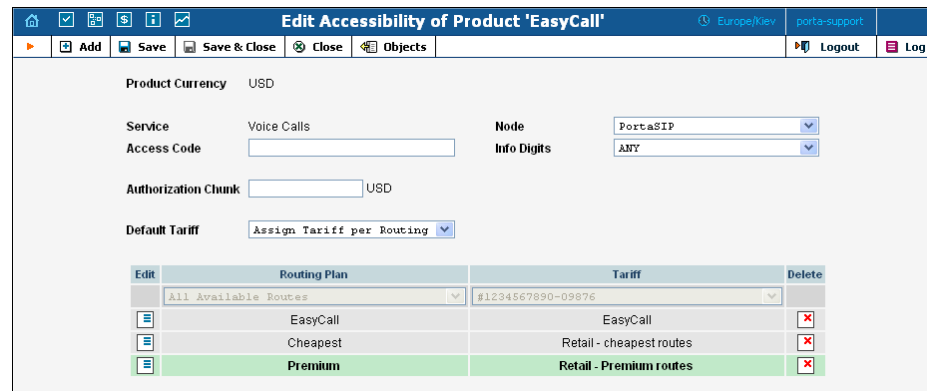 Edit Accessibility of Product 'EasyCall' Europe/Kiev porta-support
Add Save Save & Close Close Objects Logout Log
Product Currency USD
Service Voice Calls Node PortaSIP
Access Code Info Digits ANY
Authorization Chunk USD
Default Tariff Assign Tariff per Routing
Edit Routing Plan Tariff Delete
All Available Routes #1234567890-09876
EasyCall EasyCall
Cheapest Retail - cheapest routes
Premium Retail - Premium routes